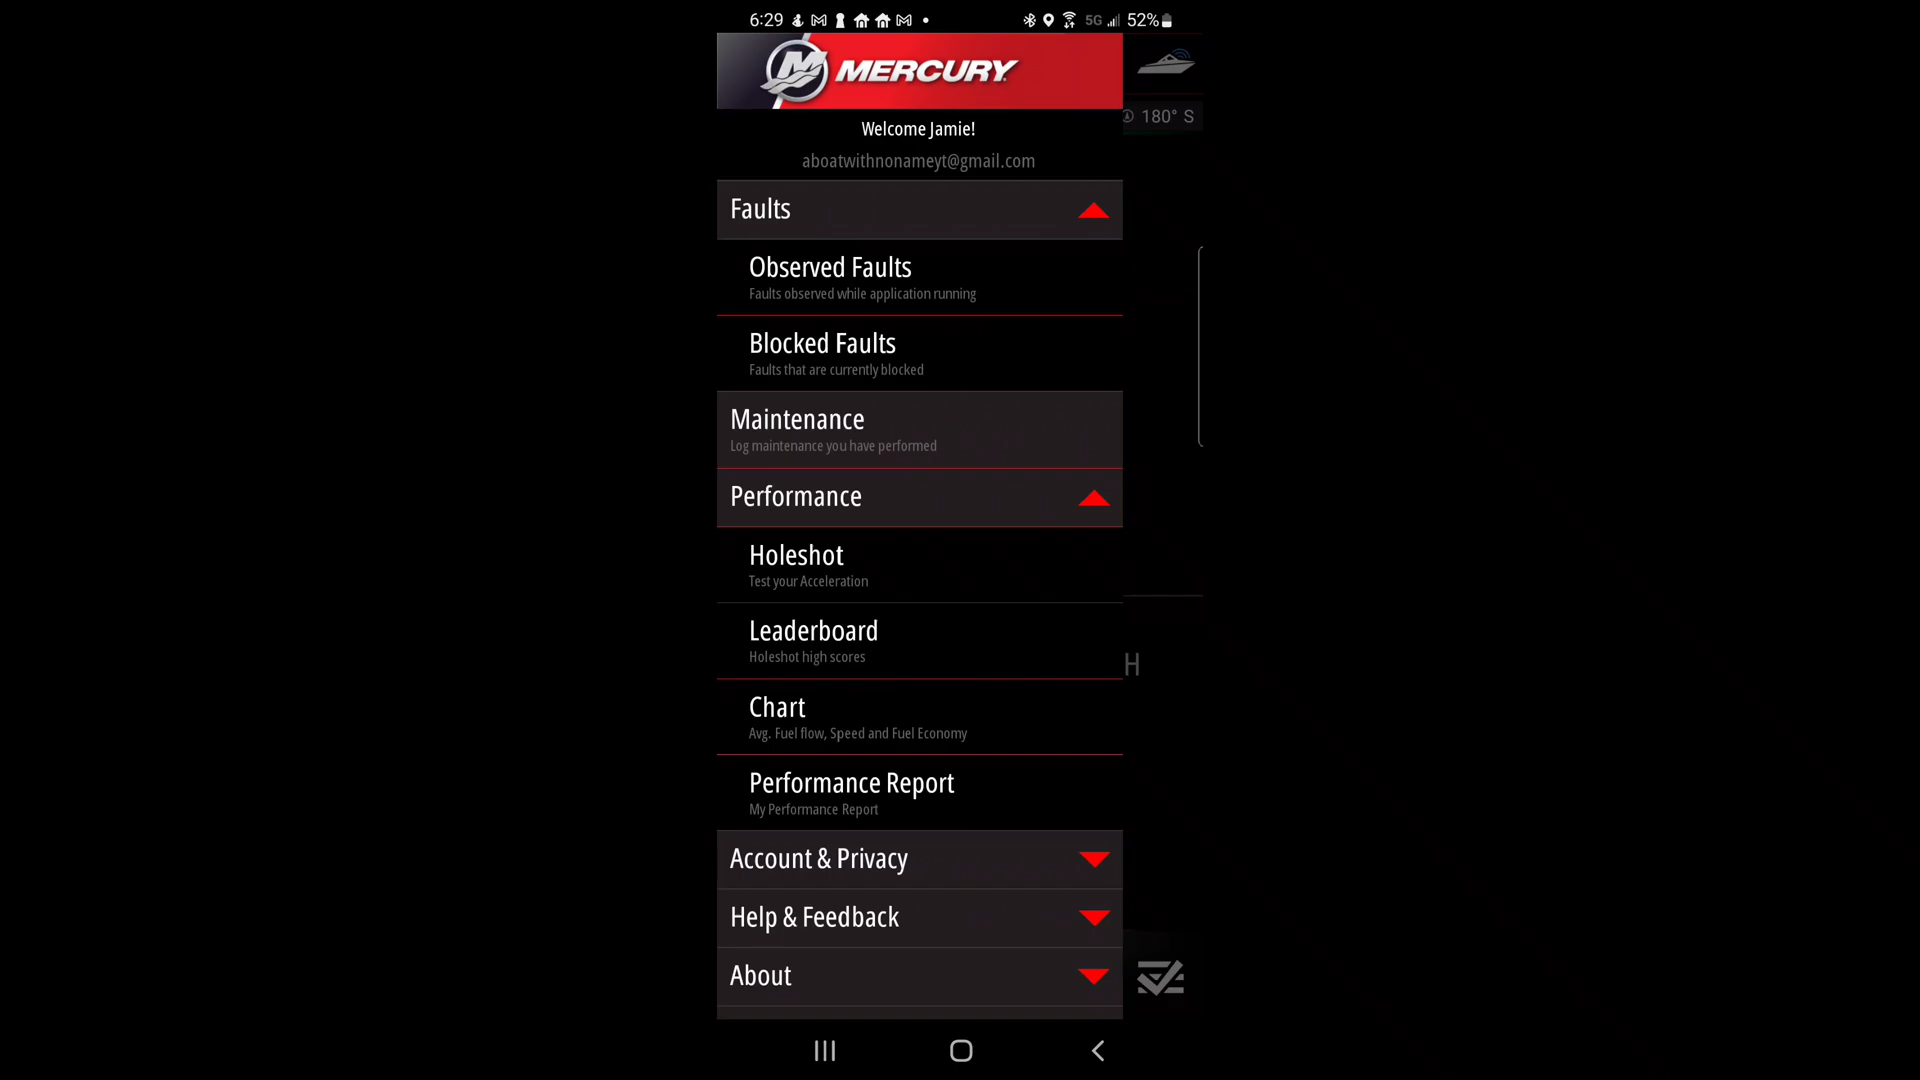 6:29
5G 52%
MERCURY
180° S
Welcome Jamie!
aboatwithnonameyt@gmail.com
Faults
Observed Faults
Faults observed while application running
Blocked Faults
Faults that are currently blocked
Maintenance
Log maintenance you have performed
Performance
Holeshot
Test your Acceleration
Leaderboard
Holeshot high scores
H
Chart
Avg. Fuel flow, Speed and Fuel Economy
Performance Report
My Performance Report
Account & Privacy
Help & Feedback
About